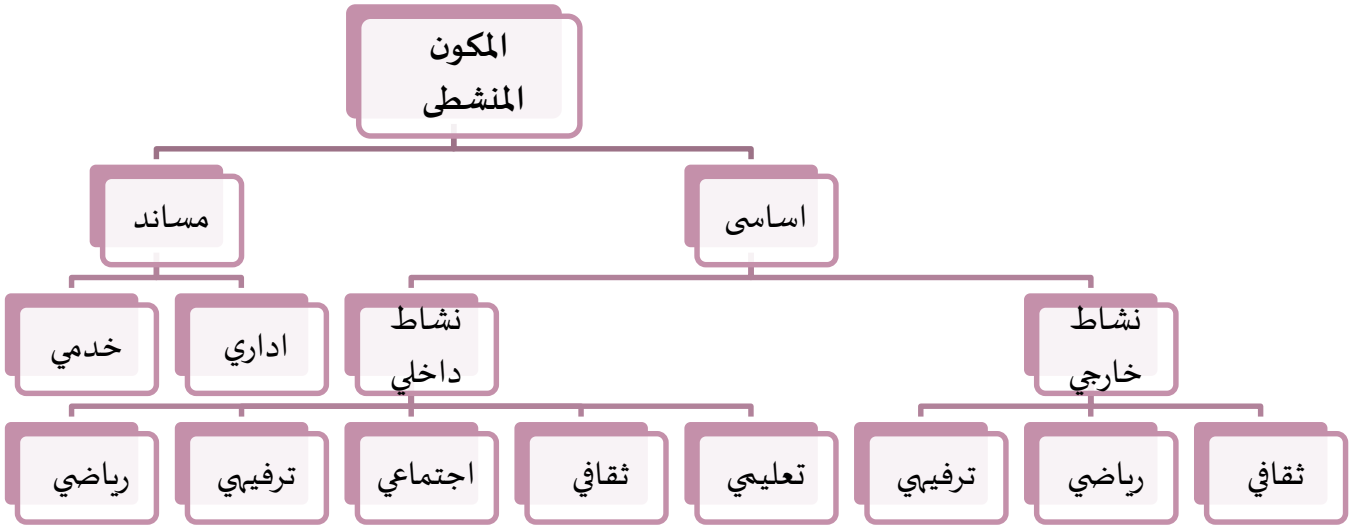 المكون
المنشطى
اساسى
مساند
نشاط
خارجي
نشاط
داخلي
اداري
خدمي
ثقافي
رياضي
ترفيهي
تعليمي
ثقافي
اجتماعي
ترفيهي
رياضي